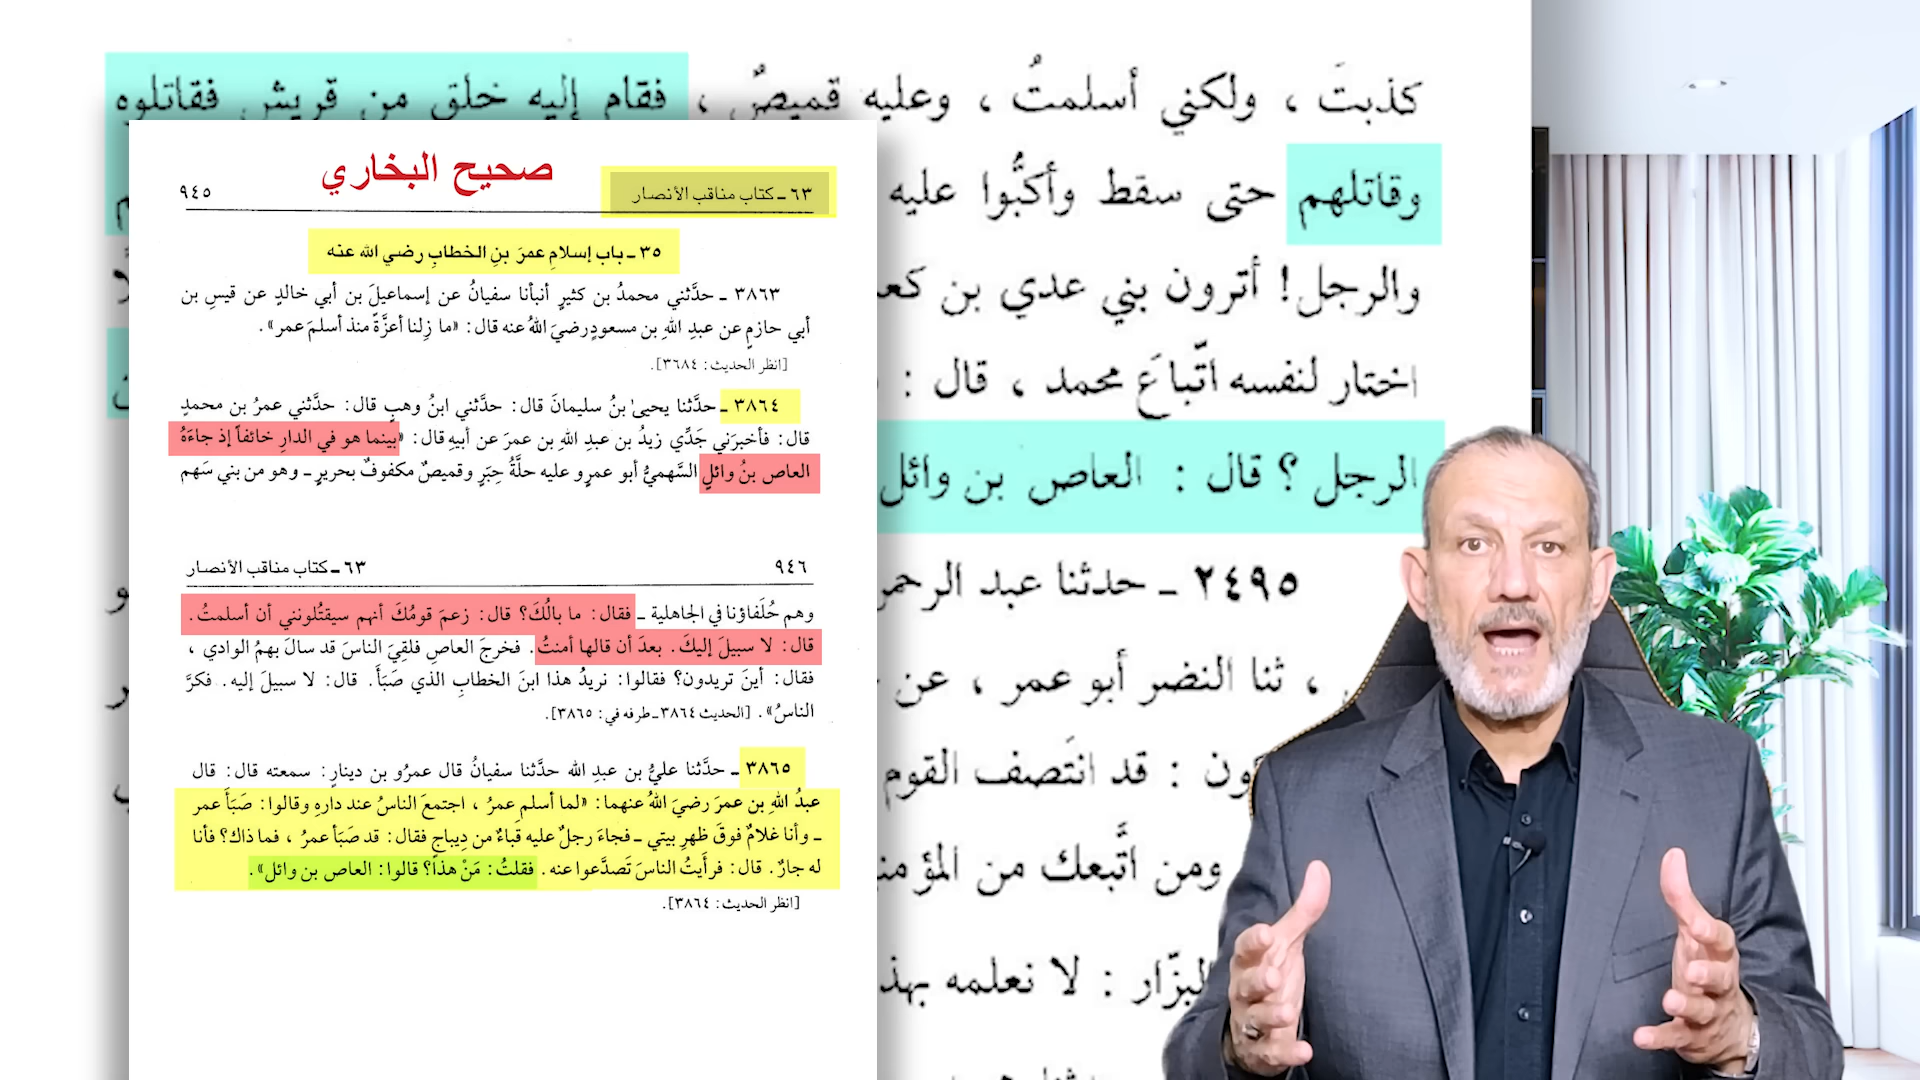 كذبتَ ، ولكني أسلمتُ ، وعليه قميصٌ ، فقام إليه خلق من قريش فقاتلوه
وقاتلهم حتى سقط وأكبُّوا عليه
والرجل! أترون بني عدي بن كعب
اختار لنفسه اتّباعَ محمد ، قال :
الرجل ؟ قال : العاص بن وائل
٢٤٩٥ ـ حدثنا عبد الرحمن
، ثنا النضر أبو عمر ، عن
ون : قد انتَصف القوم
ومن اتَّبعك من المؤمنين
البزّار : لا نعلمه بهذ
صحيح البخاري
٦٣ ـ كتاب مناقب الأنصار
٩٤٥
٣٥ ـ باب إسلامِ عمرَ بنِ الخطابِ رضي الله عنه
٣٨٦٣ ـ حدَّثني محمدُ بن كثيرٍ أنبأنا سفيانُ عن إسماعيلَ بن أبي خالدٍ عن قيسِ بن
أبي حازمٍ عن عبدِ اللهِ بن مسعودٍ رضيَ اللهُ عنه قال: «ما زِلنا أعزَّةً منذ أسلمَ عمر».
[انظر الحديث: ٣٦٨٤].
٣٨٦٤ ـ حدَّثنا يحيىٰ بنُ سليمانَ قال: حدَّثني ابنُ وهبٍ قال: حدَّثني عمرُ بن محمدٍ
قال: فأخبرَني جَدِّي زيدُ بن عبدِ اللهِ بن عمرَ عن أبيهِ قال: «بينما هو في الدارِ خائفاً إذ جاءَهُ
العاص بنُ وائلٍ السَّهميُّ أبو عمرٍو عليه حلَّةُ حِبَرٍ وقميصٌ مكفوفٌ بحريرٍ ـ وهو من بني سَهم
٩٤٦
٦٣ ـ كتاب مناقب الأنصار
وهم حُلَفاؤنا في الجاهلية ـ فقال: ما بالُكَ؟ قال: زعمَ قومُكَ أنهم سيقتُلونني أن أسلمتُ.
قال: لا سبيلَ إليكَ. بعدَ أن قالها أمنتُ. فخرجَ العاصِ فلقِيَ الناسَ قد سالَ بهمُ الوادي ،
فقال: أينَ تريدون؟ فقالوا: نريدُ هذا ابنَ الخطابِ الذي صَبَأَ. قال: لا سبيلَ إليه. فكرَّ
الناسُ». [الحديث ٣٨٦٤ ـ طرفه في: ٣٨٦٥].
٣٨٦٥ ـ حدَّثنا عليُّ بن عبدِ الله حدَّثنا سفيانُ قال عمرُو بن دينارٍ: سمعته قال: قال
عبدُ اللهِ بن عمرَ رضيَ اللهُ عنهما: «لما أسلم عمرُ ، اجتمعَ الناسُ عند دارهِ وقالوا: صَبَأَ عمر
ـ وأنا غلامٌ فوقَ ظهرِ بيتي ـ فجاءَ رجلٌ عليه قَباءٌ من دِيباجٍ فقال: قد صَبَأ عمرُ ، فما ذاك؟ فأنا
له جارٌ. قال: فرأَيتُ الناسَ تَصدَّعوا عنه. فقلتُ: مَنْ هذا؟ قالوا: العاص بن وائل».
[انظر الحديث: ٣٨٦٤].